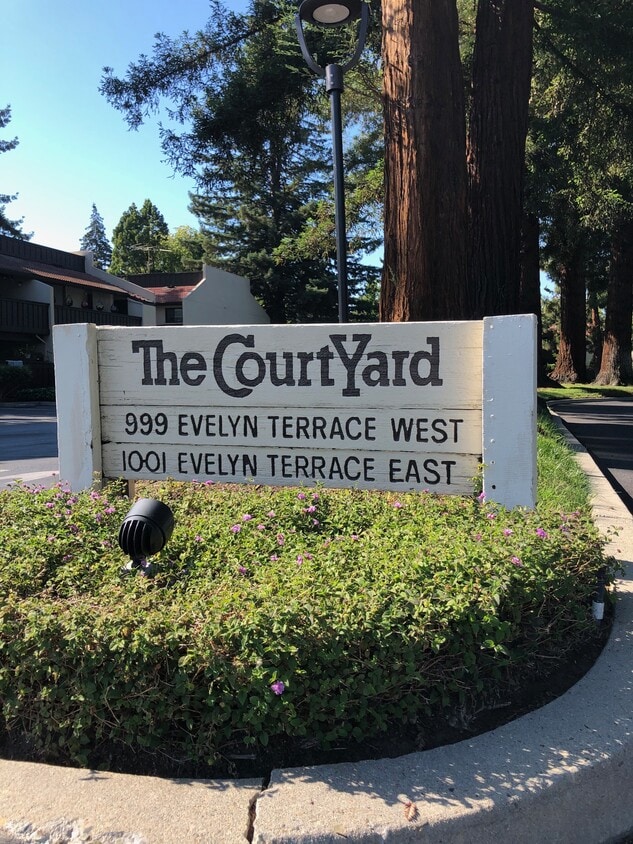 The CourtYard
999 EVELYN TERRACE WEST
1001 EVELYN TERRACE EAST